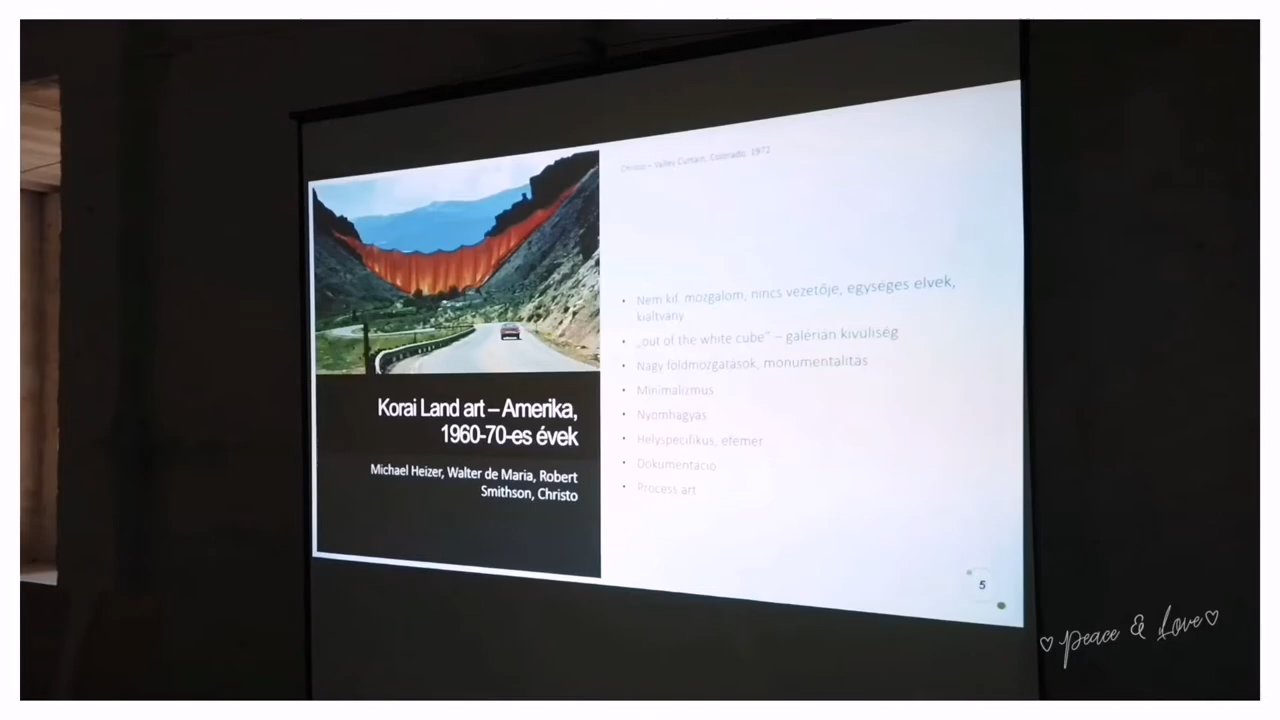 Christo – Valley Curtain, Colorado, 1972
Korai Land art – Amerika,
1960-70-es évek
Michael Heizer, Walter de Maria, Robert
Smithson, Christo
• Nem kif. mozgalom, nincs vezetője, egységes elvek,
kiáltvány
• „out of the white cube” – galérián kívüliség
• Nagy földmozgatások, monumentalitás
• Minimalizmus
• Nyomhagyás
• Helyspecifikus, efemer
• Dokumentáció
• Process art
5
peace & love